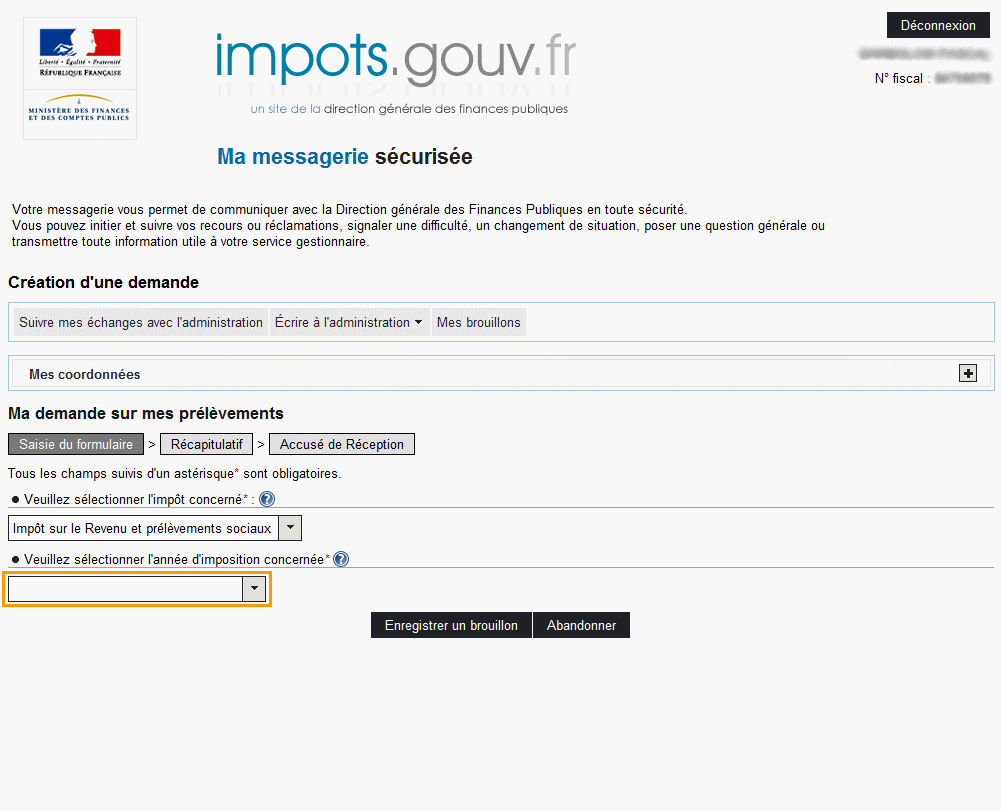 Déconnexion
Liberté • Égalité • Fraternité
RÉPUBLIQUE FRANÇAISE
MINISTÈRE DES FINANCES
ET DES COMPTES PUBLICS
impots.gouv.fr
un site de la direction générale des finances publiques
N° fiscal :
Ma messagerie sécurisée
Votre messagerie vous permet de communiquer avec la Direction générale des Finances Publiques en toute sécurité.
Vous pouvez initier et suivre vos recours ou réclamations, signaler une difficulté, un changement de situation, poser une question générale ou
transmettre toute information utile à votre service gestionnaire.
Création d'une demande
Suivre mes échanges avec l'administration Écrire à l'administration Mes brouillons
Mes coordonnées
Ma demande sur mes prélèvements
Saisie du formulaire > Récapitulatif > Accusé de Réception
Tous les champs suivis d'un astérisque* sont obligatoires.
● Veuillez sélectionner l'impôt concerné* : ?
Impôt sur le Revenu et prélèvements sociaux
● Veuillez sélectionner l'année d'imposition concernée* ?
Enregistrer un brouillon Abandonner